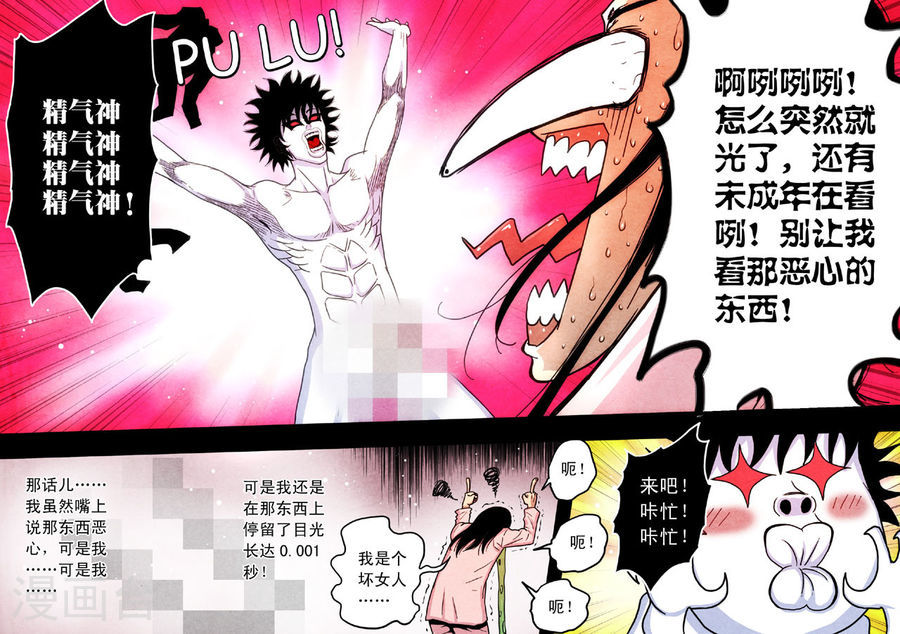 PU LU!
精气神
精气神
精气神
精气神!
啊咧咧咧!
怎么突然就
光了,还有
未成年在看
咧!别让我
看那恶心的
东西!
那话儿……
我虽然嘴上
说那东西恶
心,可是我
……可是我
……
可是我还是
在那东西上
停留了目光
长达0.001
秒!
我是个
坏女人
……
呃!
呃!
呃!
来吧!
咔忙!
咔忙!
漫画台